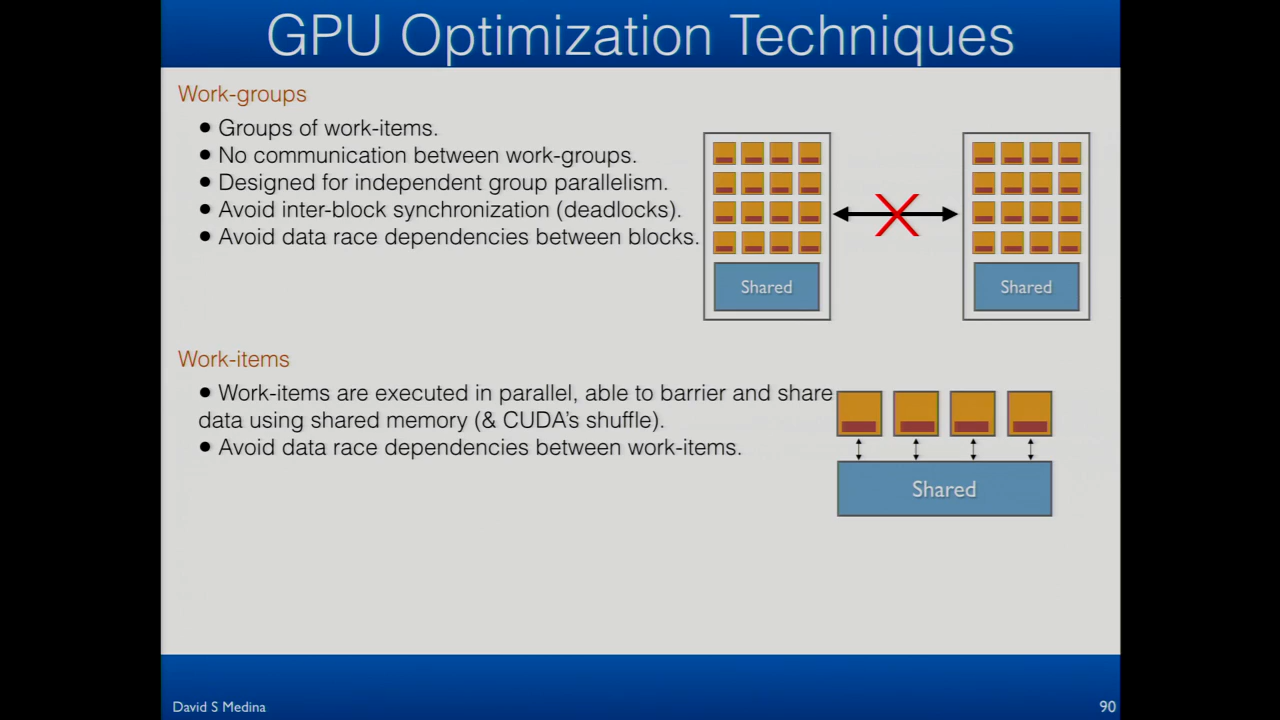 GPU Optimization Techniques
Work-groups
● Groups of work-items.
● No communication between work-groups.
● Designed for independent group parallelism.
● Avoid inter-block synchronization (deadlocks).
● Avoid data race dependencies between blocks.
Shared
Shared
Work-items
● Work-items are executed in parallel, able to barrier and share
data using shared memory (& CUDA's shuffle).
● Avoid data race dependencies between work-items.
Shared
David S Medina
90